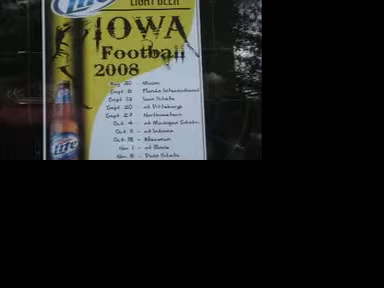 Lite
LIGHT BEER
IOWA
Football
2008
Aug 30 - Maine
Sept 6 Florida International
Sept 13 Iowa State
Sept 20 at Pittsburgh
Sept 27 Northwestern
Oct 4 at Michigan State
Oct 11 at Indiana
Oct 18 Wisconsin
Nov 1 - at Illinois
Nov 8 - Penn State
Lite